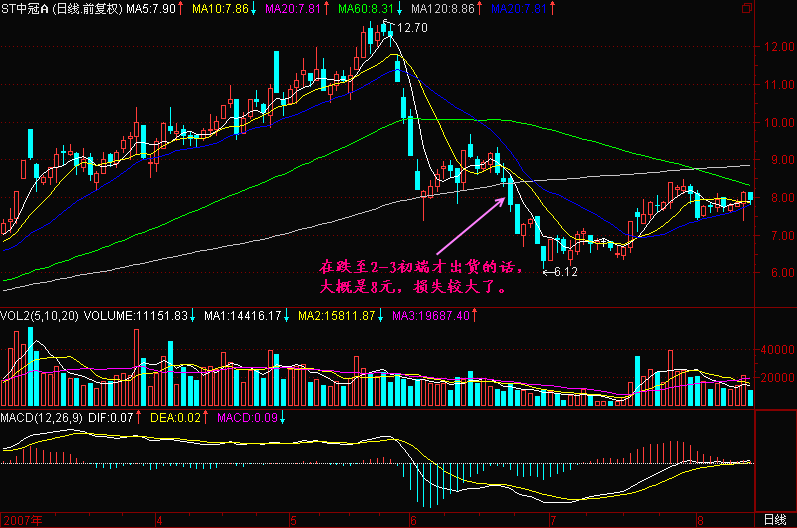 ST中冠A (日线.前复权) MA5:7.90↑ MA10:7.86↓ MA20:7.81↑ MA60:8.31↓ MA120:8.86↑ MA20:7.81↑
12.70
12.00
11.00
10.00
9.00
8.00
7.00
6.00
在跌至2-3初端才出货的话，
大概是8元，损失较大了。
←6.12
VOL2(5,10,20) VOLUME:11151.83↓ MA1:14416.17↓ MA2:15811.87↓ MA3:19687.40↑
40000
20000
MACD(12,26,9) DIF:0.07↑ DEA:0.02↑ MACD:0.09↓
2007年 4 5 6 7 8 日线